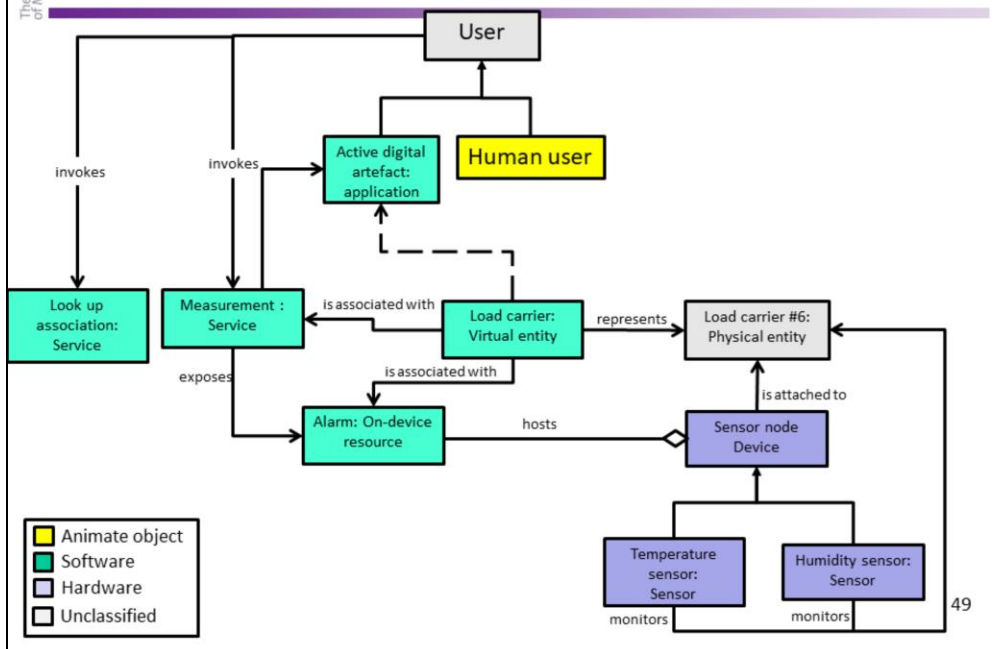 The
of M
User
invokes
invokes
Active digital
artefact:
application
Human user
Look up
association:
Service
Measurement :
Service
is associated with
Load carrier:
Virtual entity
represents
Load carrier #6:
Physical entity
exposes
is associated with
is attached to
Alarm: On-device
resource
hosts
Sensor node
Device
Animate object
Software
Hardware
Unclassified
Temperature
sensor:
Sensor
Humidity sensor:
Sensor
monitors
monitors
49